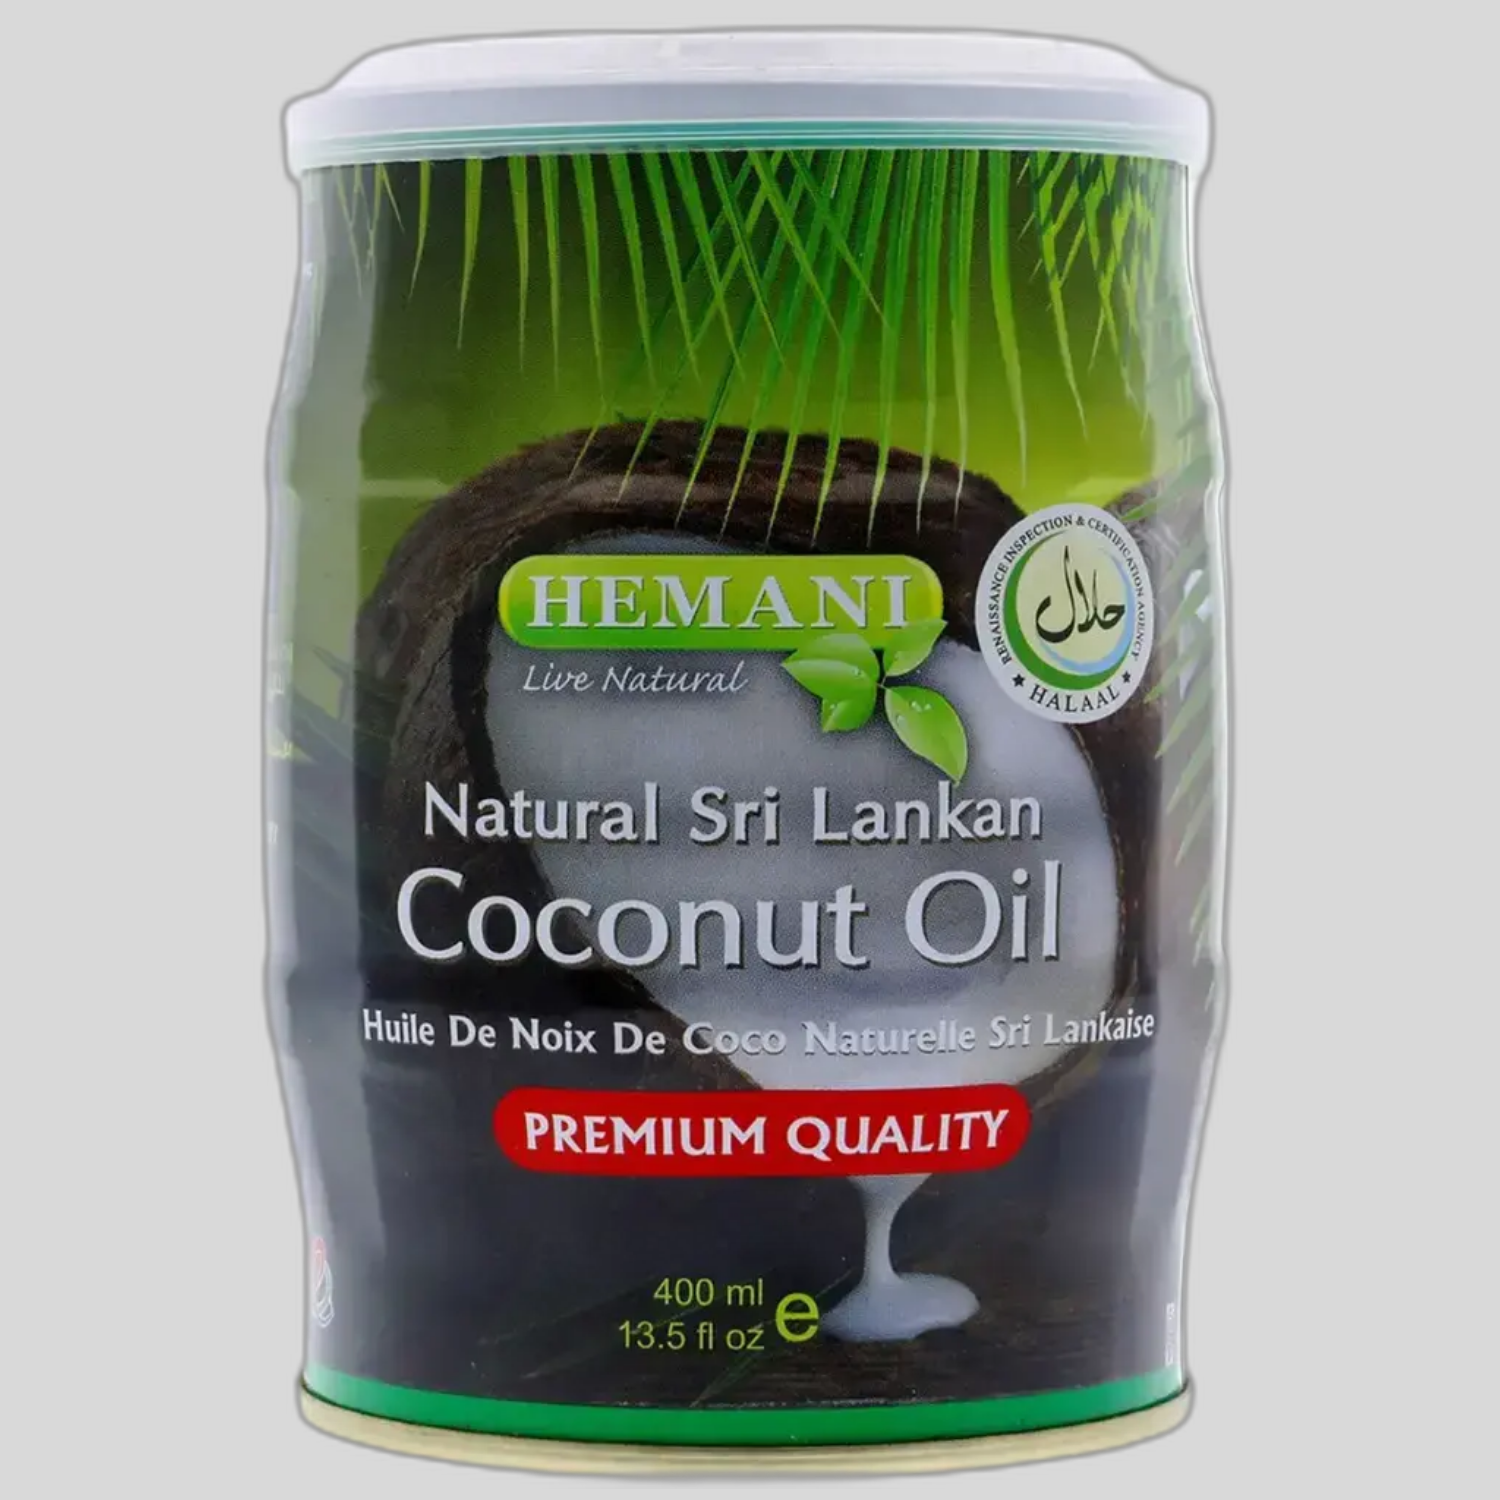 HEMANI
Live Natural
RENAISSANCE INSPECTION & CERTIFICATION AGENCY
حلال
★ HALAAL ★
Natural Sri Lankan
Coconut Oil
Huile De Noix De Coco Naturelle Sri Lankaise
PREMIUM QUALITY
400 ml e
13.5 fl oz